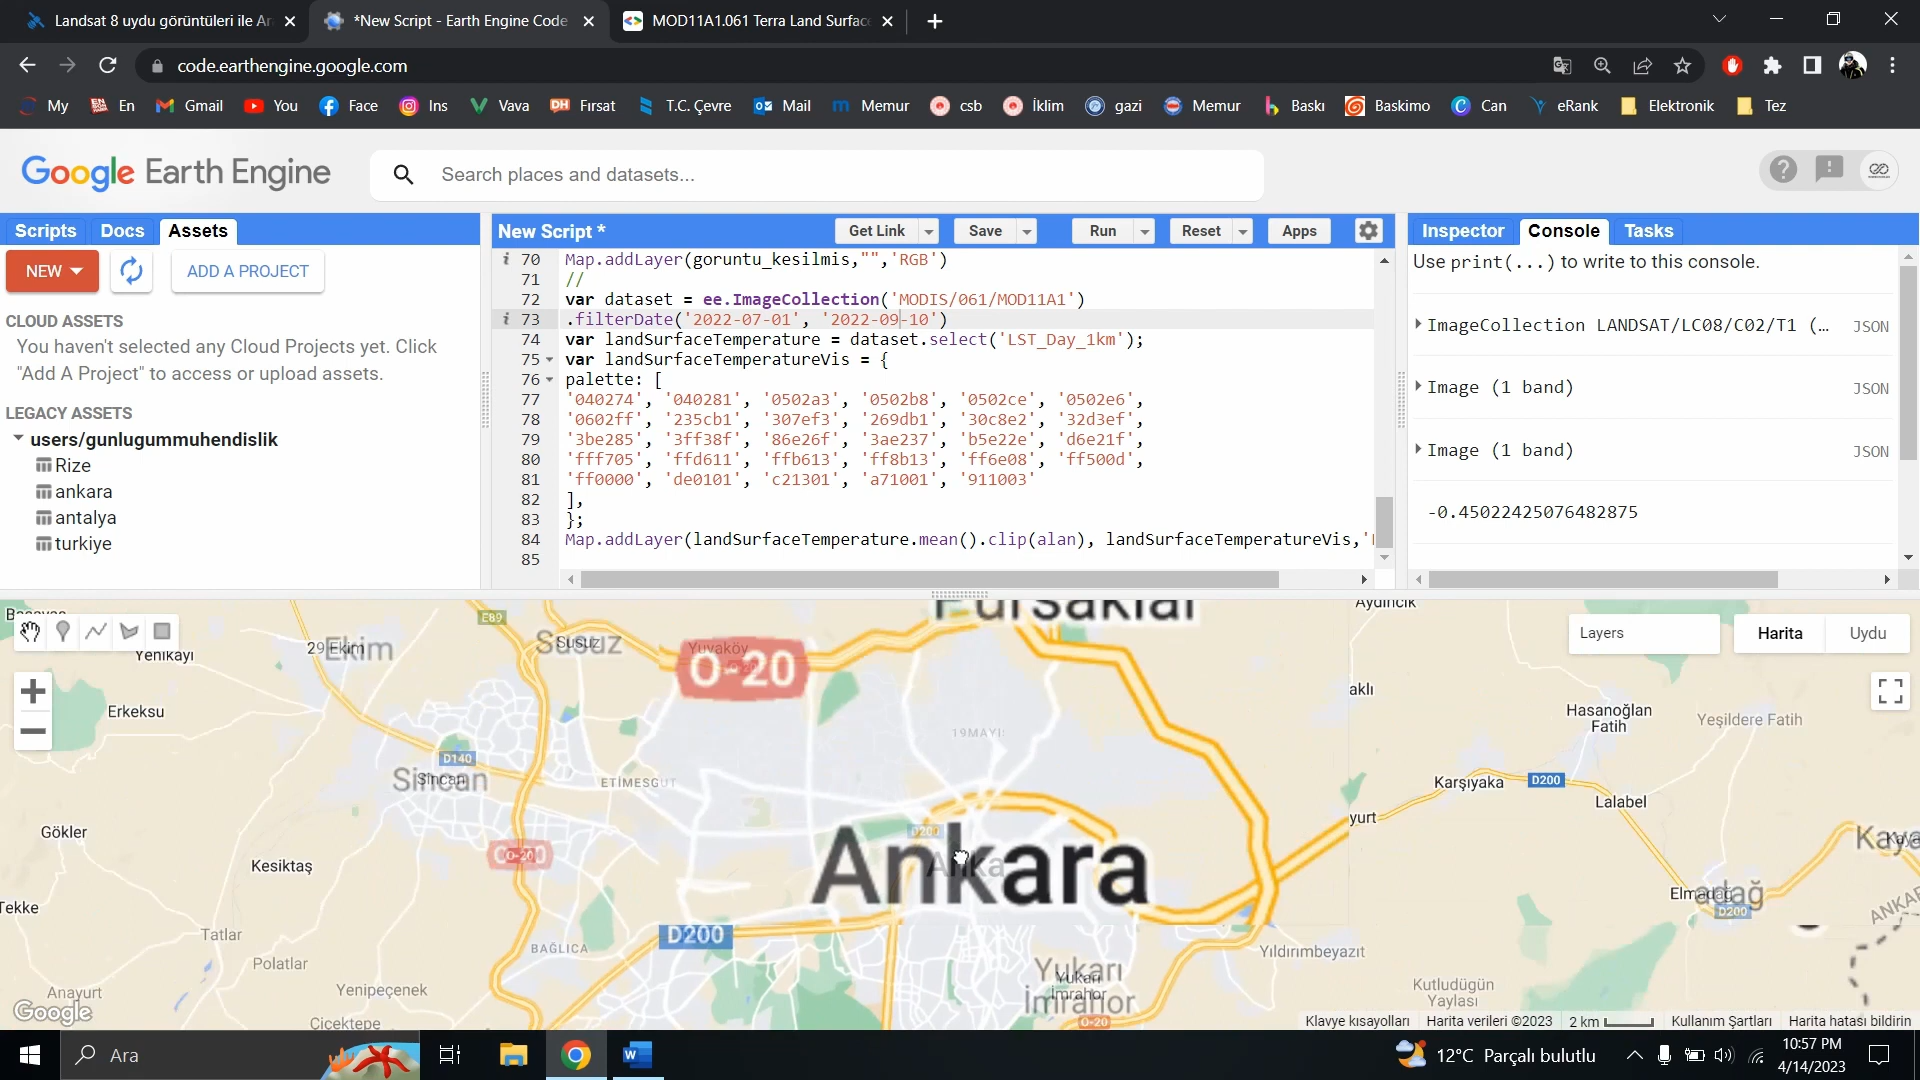 Landsat 8 uydu görüntüleri ile An
*New Script - Earth Engine Code
MOD11A1.061 Terra Land Surface
code.earthengine.google.com
My
En
Gmail
You
Face
Ins
Vava
Fırsat
T.C. Çevre
Mail
Memur
csb
İklim
gazi
Memur
Baskı
Baskimo
Can
eRank
Elektronik
Tez
Google Earth Engine
Search places and datasets...
Scripts Docs Assets
NEW
ADD A PROJECT
CLOUD ASSETS
You haven't selected any Cloud Projects yet. Click
"Add A Project" to access or upload assets.
LEGACY ASSETS
users/gunlugummuhendislik
Rize
ankara
antalya
turkiye
New Script *
Get Link Save Run Reset Apps
i 70 Map.addLayer(goruntu_kesilmis,"",'RGB')
71 //
72 var dataset = ee.ImageCollection('MODIS/061/MOD11A1')
i 73 .filterDate('2022-07-01', '2022-09-10')
74 var landSurfaceTemperature = dataset.select('LST_Day_1km');
75 var landSurfaceTemperatureVis = {
76 palette: [
77 '040274', '040281', '0502a3', '0502b8', '0502ce', '0502e6',
78 '0602ff', '235cb1', '307ef3', '269db1', '30c8e2', '32d3ef',
79 '3be285', '3ff38f', '86e26f', '3ae237', 'b5e22e', 'd6e21f',
80 'fff705', 'ffd611', 'ffb613', 'ff8b13', 'ff6e08', 'ff500d',
81 'ff0000', 'de0101', 'c21301', 'a71001', '911003'
82 ],
83 };
84 Map.addLayer(landSurfaceTemperature.mean().clip(alan), landSurfaceTemperatureVis,'
85
Inspector Console Tasks
Use print(...) to write to this console.
ImageCollection LANDSAT/LC08/C02/T1 (… JSON
Image (1 band) JSON
Image (1 band) JSON
-0.45022425076482875
Layers
Harita Uydu
Pursaklar
Aydıncık
E89
Susuz
29 Ekim
Yenikayı
Yuvaköy
O-20
aklı
Erkeksu
Hasanoğlan
Fatih
Yeşildere Fatih
19 MAYIS
D140
Sincan
ETİMESGUT
Karşıyaka
D200
Lalabel
yurt
Gökler
D200
Kesiktaş
O-20
Ankara
Kaya
Elmadağ
D200
ANKARA
Tekke
Tatlar
D200
BAĞLICA
Yıldırımbeyazıt
Polatlar
Yukarı
İmrahor
Yenipeçenek
Kutludüğün
Yaylası
Anayurt
Google
Çiçektepe
O-20
Klavye kısayolları
Harita verileri ©2023
2 km
Kullanım Şartları
Harita hatası bildirin
Ara
12°C Parçalı bulutlu
10:57 PM
4/14/2023